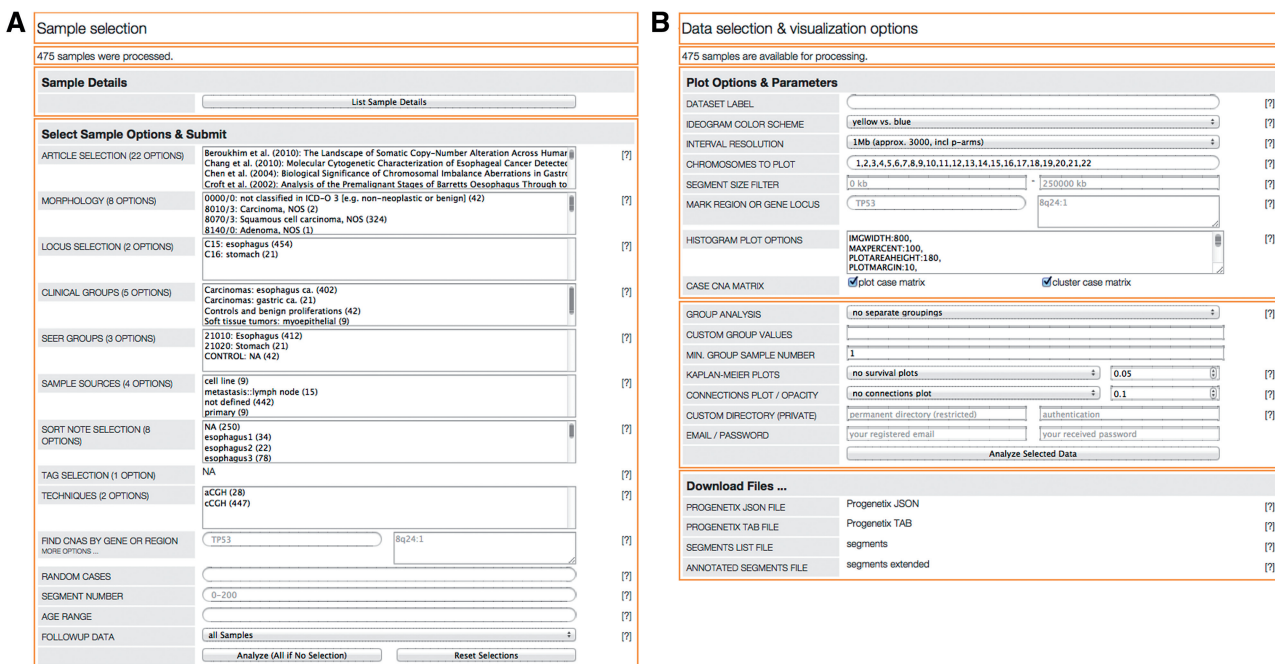 A
Sample selection
475 samples were processed.
Sample Details
List Sample Details
Select Sample Options & Submit
ARTICLE SELECTION (22 OPTIONS)
Beroukhim et al. (2010): The Landscape of Somatic Copy-Number Alteration Across Human
Chang et al. (2010): Molecular Cytogenetic Characterization of Esophageal Cancer Detected
Chen et al. (2004): Biological Significance of Chromosomal Imbalance Aberrations in Gastro
Croft et al. (2002): Analysis of the Premalignant Stages of Barretts Oesophagus Through to
[?]
MORPHOLOGY (8 OPTIONS)
0000/0: not classified in ICD-O 3 [e.g. non-neoplastic or benign] (42)
8010/3: Carcinoma, NOS (2)
8070/3: Squamous cell carcinoma, NOS (324)
8140/0: Adenoma, NOS (1)
[?]
LOCUS SELECTION (2 OPTIONS)
C15: esophagus (454)
C16: stomach (21)
[?]
CLINICAL GROUPS (5 OPTIONS)
Carcinomas: esophagus ca. (402)
Carcinomas: gastric ca. (21)
Controls and benign proliferations (42)
Soft tissue tumors: myoepithelial (9)
[?]
SEER GROUPS (3 OPTIONS)
21010: Esophagus (412)
21020: Stomach (21)
CONTROL: NA (42)
[?]
SAMPLE SOURCES (4 OPTIONS)
cell line (9)
metastasis::lymph node (15)
not defined (442)
primary (9)
[?]
SORT NOTE SELECTION (8
OPTIONS)
NA (250)
esophagus1 (34)
esophagus2 (22)
esophagus3 (78)
[?]
TAG SELECTION (1 OPTION)
NA
[?]
TECHNIQUES (2 OPTIONS)
aCGH (28)
cCGH (447)
[?]
FIND CNAS BY GENE OR REGION
MORE OPTIONS ...
TP53
8q24:1
[?]
RANDOM CASES
[?]
SEGMENT NUMBER
0-200
[?]
AGE RANGE
[?]
FOLLOWUP DATA
all Samples
[?]
Analyze (All if No Selection)
Reset Selections
B
Data selection & visualization options
475 samples are available for processing.
Plot Options & Parameters
DATASET LABEL
[?]
IDEOGRAM COLOR SCHEME
yellow vs. blue
[?]
INTERVAL RESOLUTION
1Mb (approx. 3000, incl p-arms)
[?]
CHROMOSOMES TO PLOT
1,2,3,4,5,6,7,8,9,10,11,12,13,14,15,16,17,18,19,20,21,22
[?]
SEGMENT SIZE FILTER
0 kb
-
250000 kb
[?]
MARK REGION OR GENE LOCUS
TP53
8q24:1
[?]
HISTOGRAM PLOT OPTIONS
IMGWIDTH:800,
MAXPERCENT:100,
PLOTAREAHEIGHT:180,
PLOTMARGIN:10,
[?]
CASE CNA MATRIX
plot case matrix
cluster case matrix
GROUP ANALYSIS
no separate groupings
[?]
CUSTOM GROUP VALUES
MIN. GROUP SAMPLE NUMBER
1
KAPLAN-MEIER PLOTS
no survival plots
0.05
[?]
CONNECTIONS PLOT / OPACITY
no connections plot
0.1
[?]
CUSTOM DIRECTORY (PRIVATE)
permanent directory (restricted)
authentication
[?]
EMAIL / PASSWORD
your registered email
your received password
Analyze Selected Data
Download Files ...
PROGENETIX JSON FILE
Progenetix JSON
[?]
PROGENETIX TAB FILE
Progenetix TAB
[?]
SEGMENTS LIST FILE
segments
[?]
ANNOTATED SEGMENTS FILE
segments extended
[?]